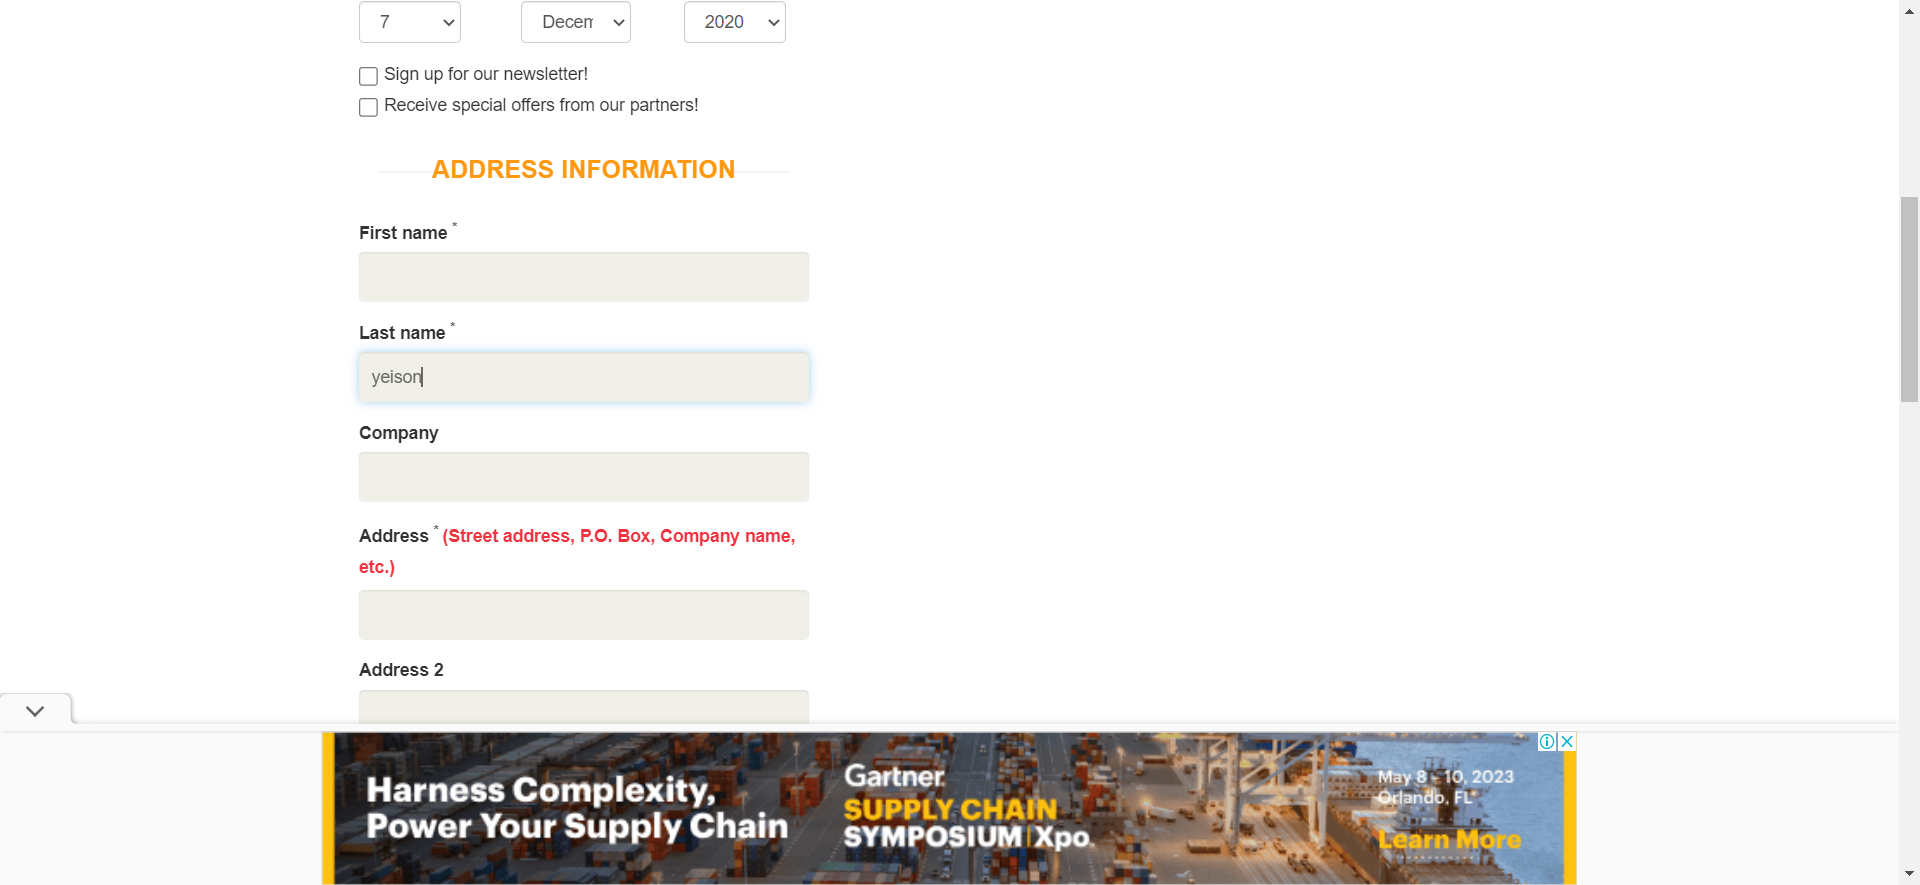 7 Decem 2020
Sign up for our newsletter!
Receive special offers from our partners!
ADDRESS INFORMATION
First name *
Last name *
yeison
Company
Address * (Street address, P.O. Box, Company name,
etc.)
Address 2
Harness Complexity,
Power Your Supply Chain
Gartner
SUPPLY CHAIN
SYMPOSIUM | Xpo
May 8 - 10, 2023
Orlando, FL
Learn More